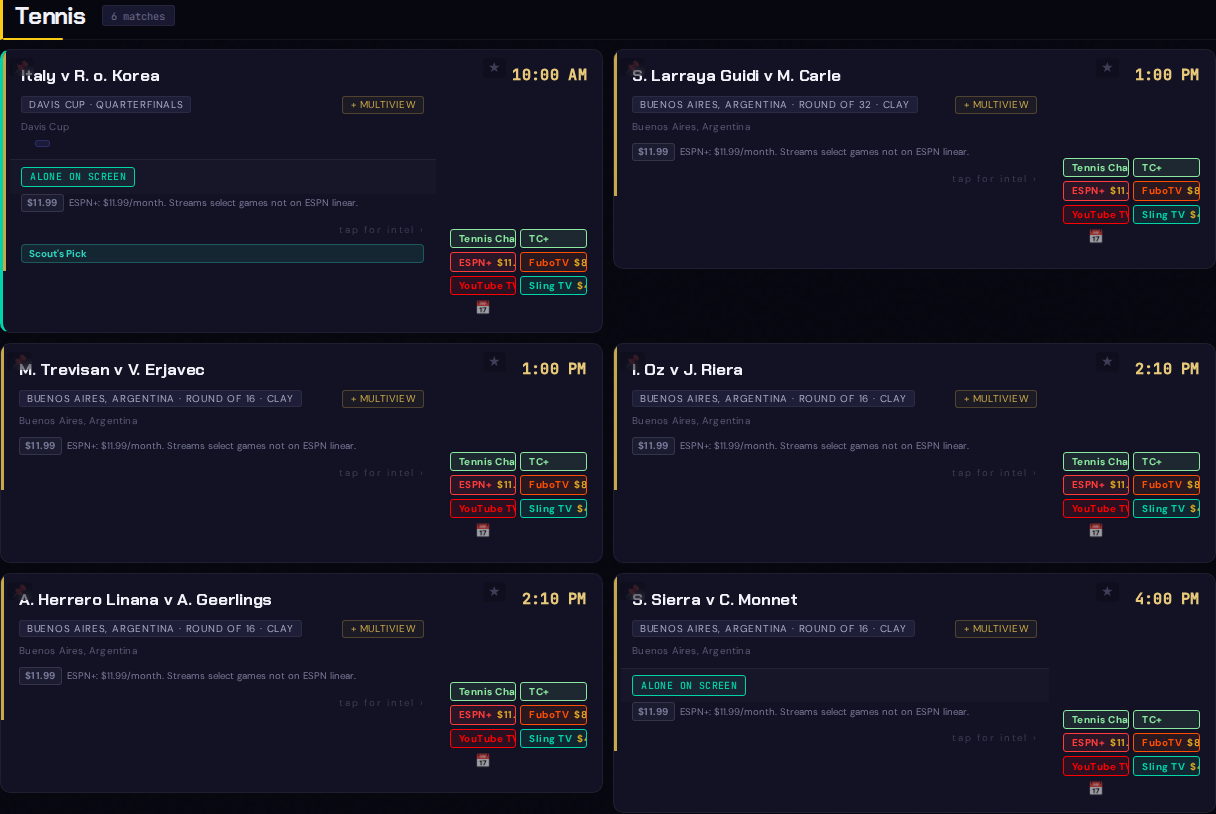 Tennis 6 matches
Italy v R. o. Korea ★ 10:00 AM
DAVIS CUP · QUARTERFINALS + MULTIVIEW
Davis Cup
ALONE ON SCREEN
$11.99 ESPN+: $11.99/month. Streams select games not on ESPN linear.
tap for intel ›
Scout's Pick
Tennis Cha TC+
ESPN+ $11. FuboTV $8
YouTube TV Sling TV $4
17
S. Larraya Guidi v M. Carle ★ 1:00 PM
BUENOS AIRES, ARGENTINA · ROUND OF 32 · CLAY + MULTIVIEW
Buenos Aires, Argentina
$11.99 ESPN+: $11.99/month. Streams select games not on ESPN linear.
tap for intel ›
Tennis Cha TC+
ESPN+ $11. FuboTV $8
YouTube TV Sling TV $4
17
M. Trevisan v V. Erjavec ★ 1:00 PM
BUENOS AIRES, ARGENTINA · ROUND OF 16 · CLAY + MULTIVIEW
Buenos Aires, Argentina
$11.99 ESPN+: $11.99/month. Streams select games not on ESPN linear.
tap for intel ›
Tennis Cha TC+
ESPN+ $11. FuboTV $8
YouTube TV Sling TV $4
17
I. Oz v J. Riera ★ 2:10 PM
BUENOS AIRES, ARGENTINA · ROUND OF 16 · CLAY + MULTIVIEW
Buenos Aires, Argentina
$11.99 ESPN+: $11.99/month. Streams select games not on ESPN linear.
tap for intel ›
Tennis Cha TC+
ESPN+ $11. FuboTV $8
YouTube TV Sling TV $4
17
A. Herrero Linana v A. Geerlings ★ 2:10 PM
BUENOS AIRES, ARGENTINA · ROUND OF 16 · CLAY + MULTIVIEW
Buenos Aires, Argentina
$11.99 ESPN+: $11.99/month. Streams select games not on ESPN linear.
tap for intel ›
Tennis Cha TC+
ESPN+ $11. FuboTV $8
YouTube TV Sling TV $4
17
S. Sierra v C. Monnet ★ 4:00 PM
BUENOS AIRES, ARGENTINA · ROUND OF 16 · CLAY + MULTIVIEW
Buenos Aires, Argentina
ALONE ON SCREEN
$11.99 ESPN+: $11.99/month. Streams select games not on ESPN linear.
tap for intel ›
Tennis Cha TC+
ESPN+ $11. FuboTV $8
YouTube TV Sling TV $4
17